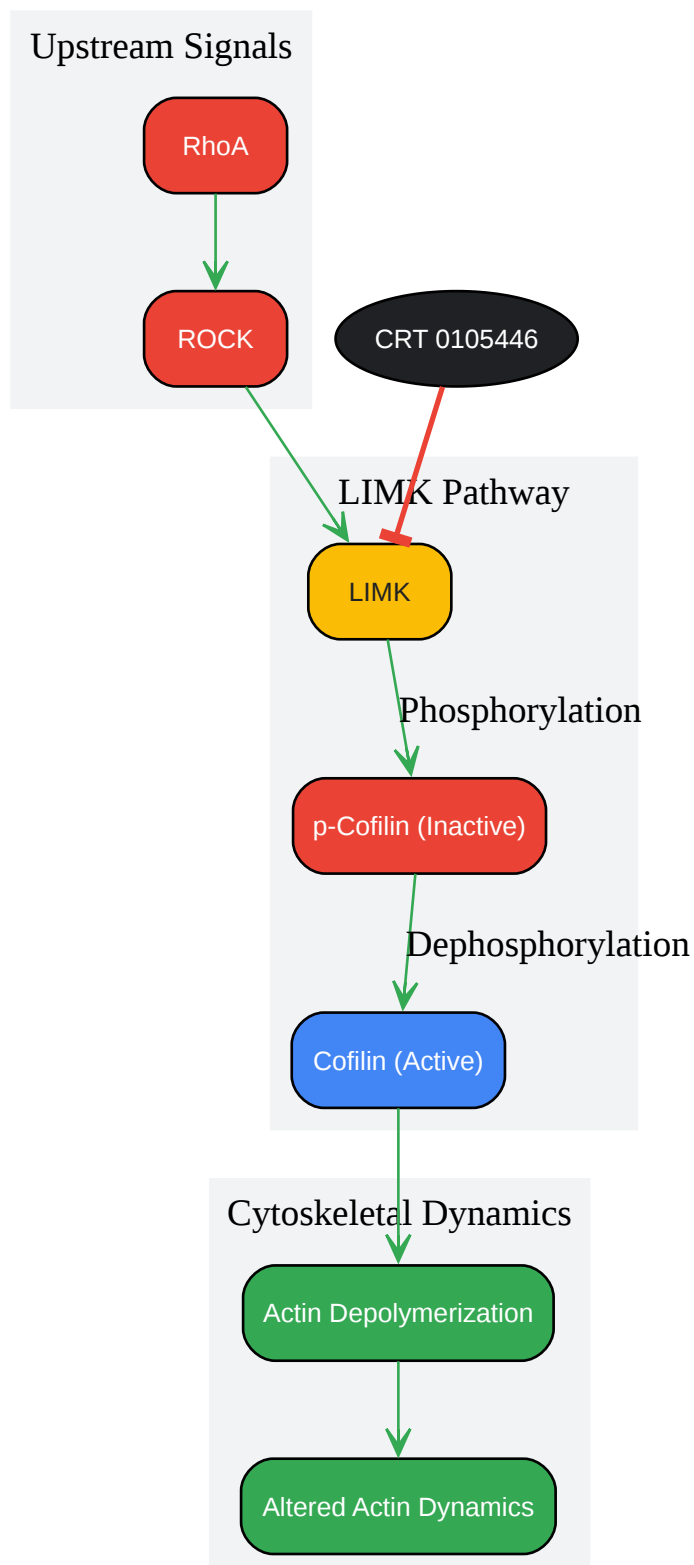 Upstream Signals
RhoA
ROCK
CRT 0105446
LIMK Pathway
LIMK
Phosphorylation
p-Cofilin (Inactive)
Dephosphorylation
Cofilin (Active)
Cytoskeletal Dynamics
Actin Depolymerization
Altered Actin Dynamics